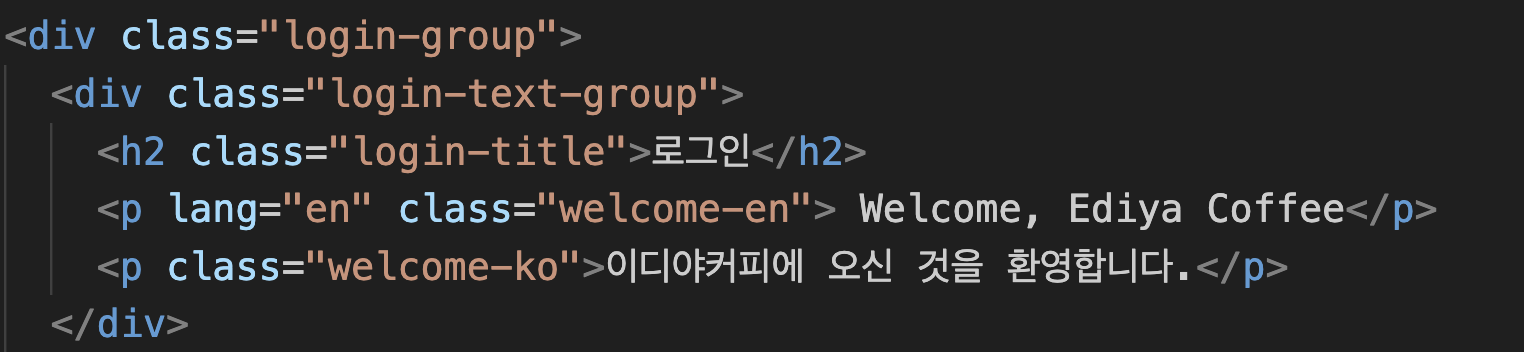 <div class="login-group">
<div class="login-text-group">
<h2 class="login-title">로그인</h2>
<p lang="en" class="welcome-en"> Welcome, Ediya Coffee</p>
<p class="welcome-ko">이디야커피에 오신 것을 환영합니다.</p>
</div>